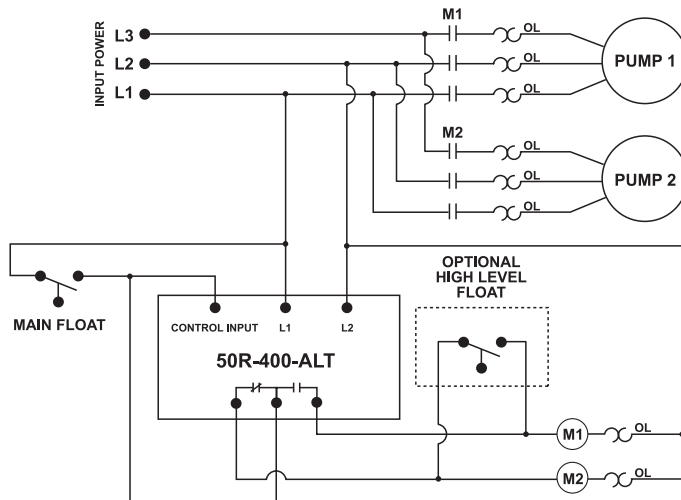 INPUT POWER
L3
L2
L1
M1
OL
OL
OL
PUMP 1
M2
OL
OL
OL
PUMP 2
MAIN FLOAT
OPTIONAL
HIGH LEVEL
FLOAT
CONTROL INPUT
L1
L2
50R-400-ALT
M1
OL
M2
OL